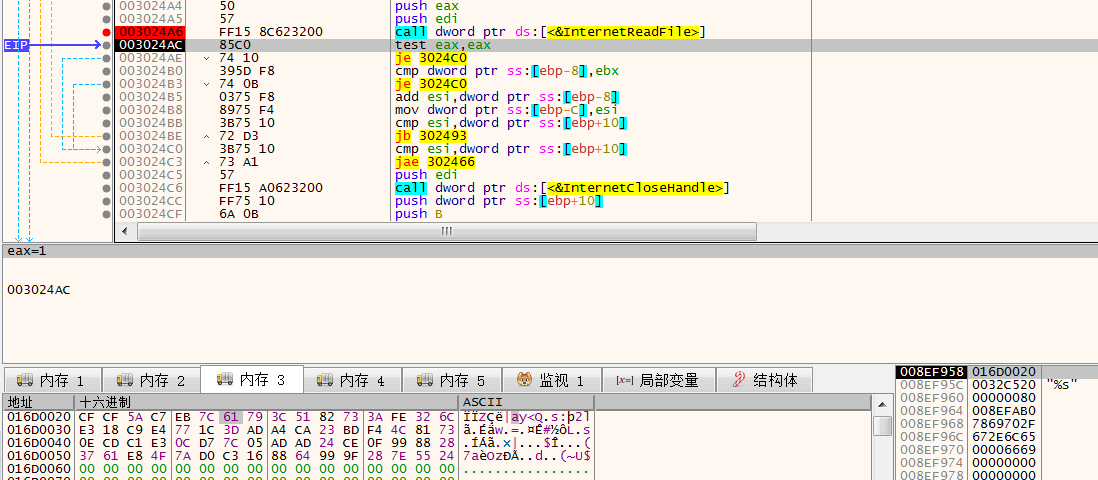 003024A4 50 push eax
003024A5 57 push edi
003024A6 FF15 8C623200 call dword ptr ds:[<&InternetReadFile>]
EIP 003024AC 85C0 test eax,eax
003024AE 74 10 je 3024C0
003024B0 395D F8 cmp dword ptr ss:[ebp-8],ebx
003024B3 74 0B je 3024C0
003024B5 0375 F8 add esi,dword ptr ss:[ebp-8]
003024B8 8975 F4 mov dword ptr ss:[ebp-C],esi
003024BB 3B75 10 cmp esi,dword ptr ss:[ebp+10]
003024BE 72 D3 jb 302493
003024C0 3B75 10 cmp esi,dword ptr ss:[ebp+10]
003024C3 73 A1 jae 302466
003024C5 57 push edi
003024C6 FF15 A0623200 call dword ptr ds:[<&InternetCloseHandle>]
003024CC FF75 10 push dword ptr ss:[ebp+10]
003024CF 6A 0B push B
eax=1
003024AC
内存 1 内存 2 内存 3 内存 4 内存 5 监视 1 [x=] 局部变量 结构体
地址 十六进制 ASCII
016D0020 CF CF 5A C7 EB 7C 61 79 3C 51 82 73 3A FE 32 6C ÏÏZÇë|ay<Q.s:þ2l
016D0030 E3 18 C9 E4 77 1C 3D AD A4 CA 23 BD F4 4C 81 73 ã.Éäw.=.¤Ê#½ôL.s
016D0040 ED CD C1 E3 0C D7 7C 05 AD AD 24 CE 0F 99 88 28 .ÍÁã.×|...$Î...(
016D0050 37 61 E8 4F 7A D0 C3 16 88 64 99 9F 28 7E 55 24 7aèOzÐÃ..d..(~U$
016D0060 00 00 00 00 00 00 00 00 00 00 00 00 00 00 00 00 ................
008EF958 016D0020
008EF95C 0032C520 "%s"
008EF960 00000080
008EF964 008EFAB0
008EF968 7869702F
008EF96C 672E6C65
008EF970 00006669
008EF974 00000000
008EF978 00000000